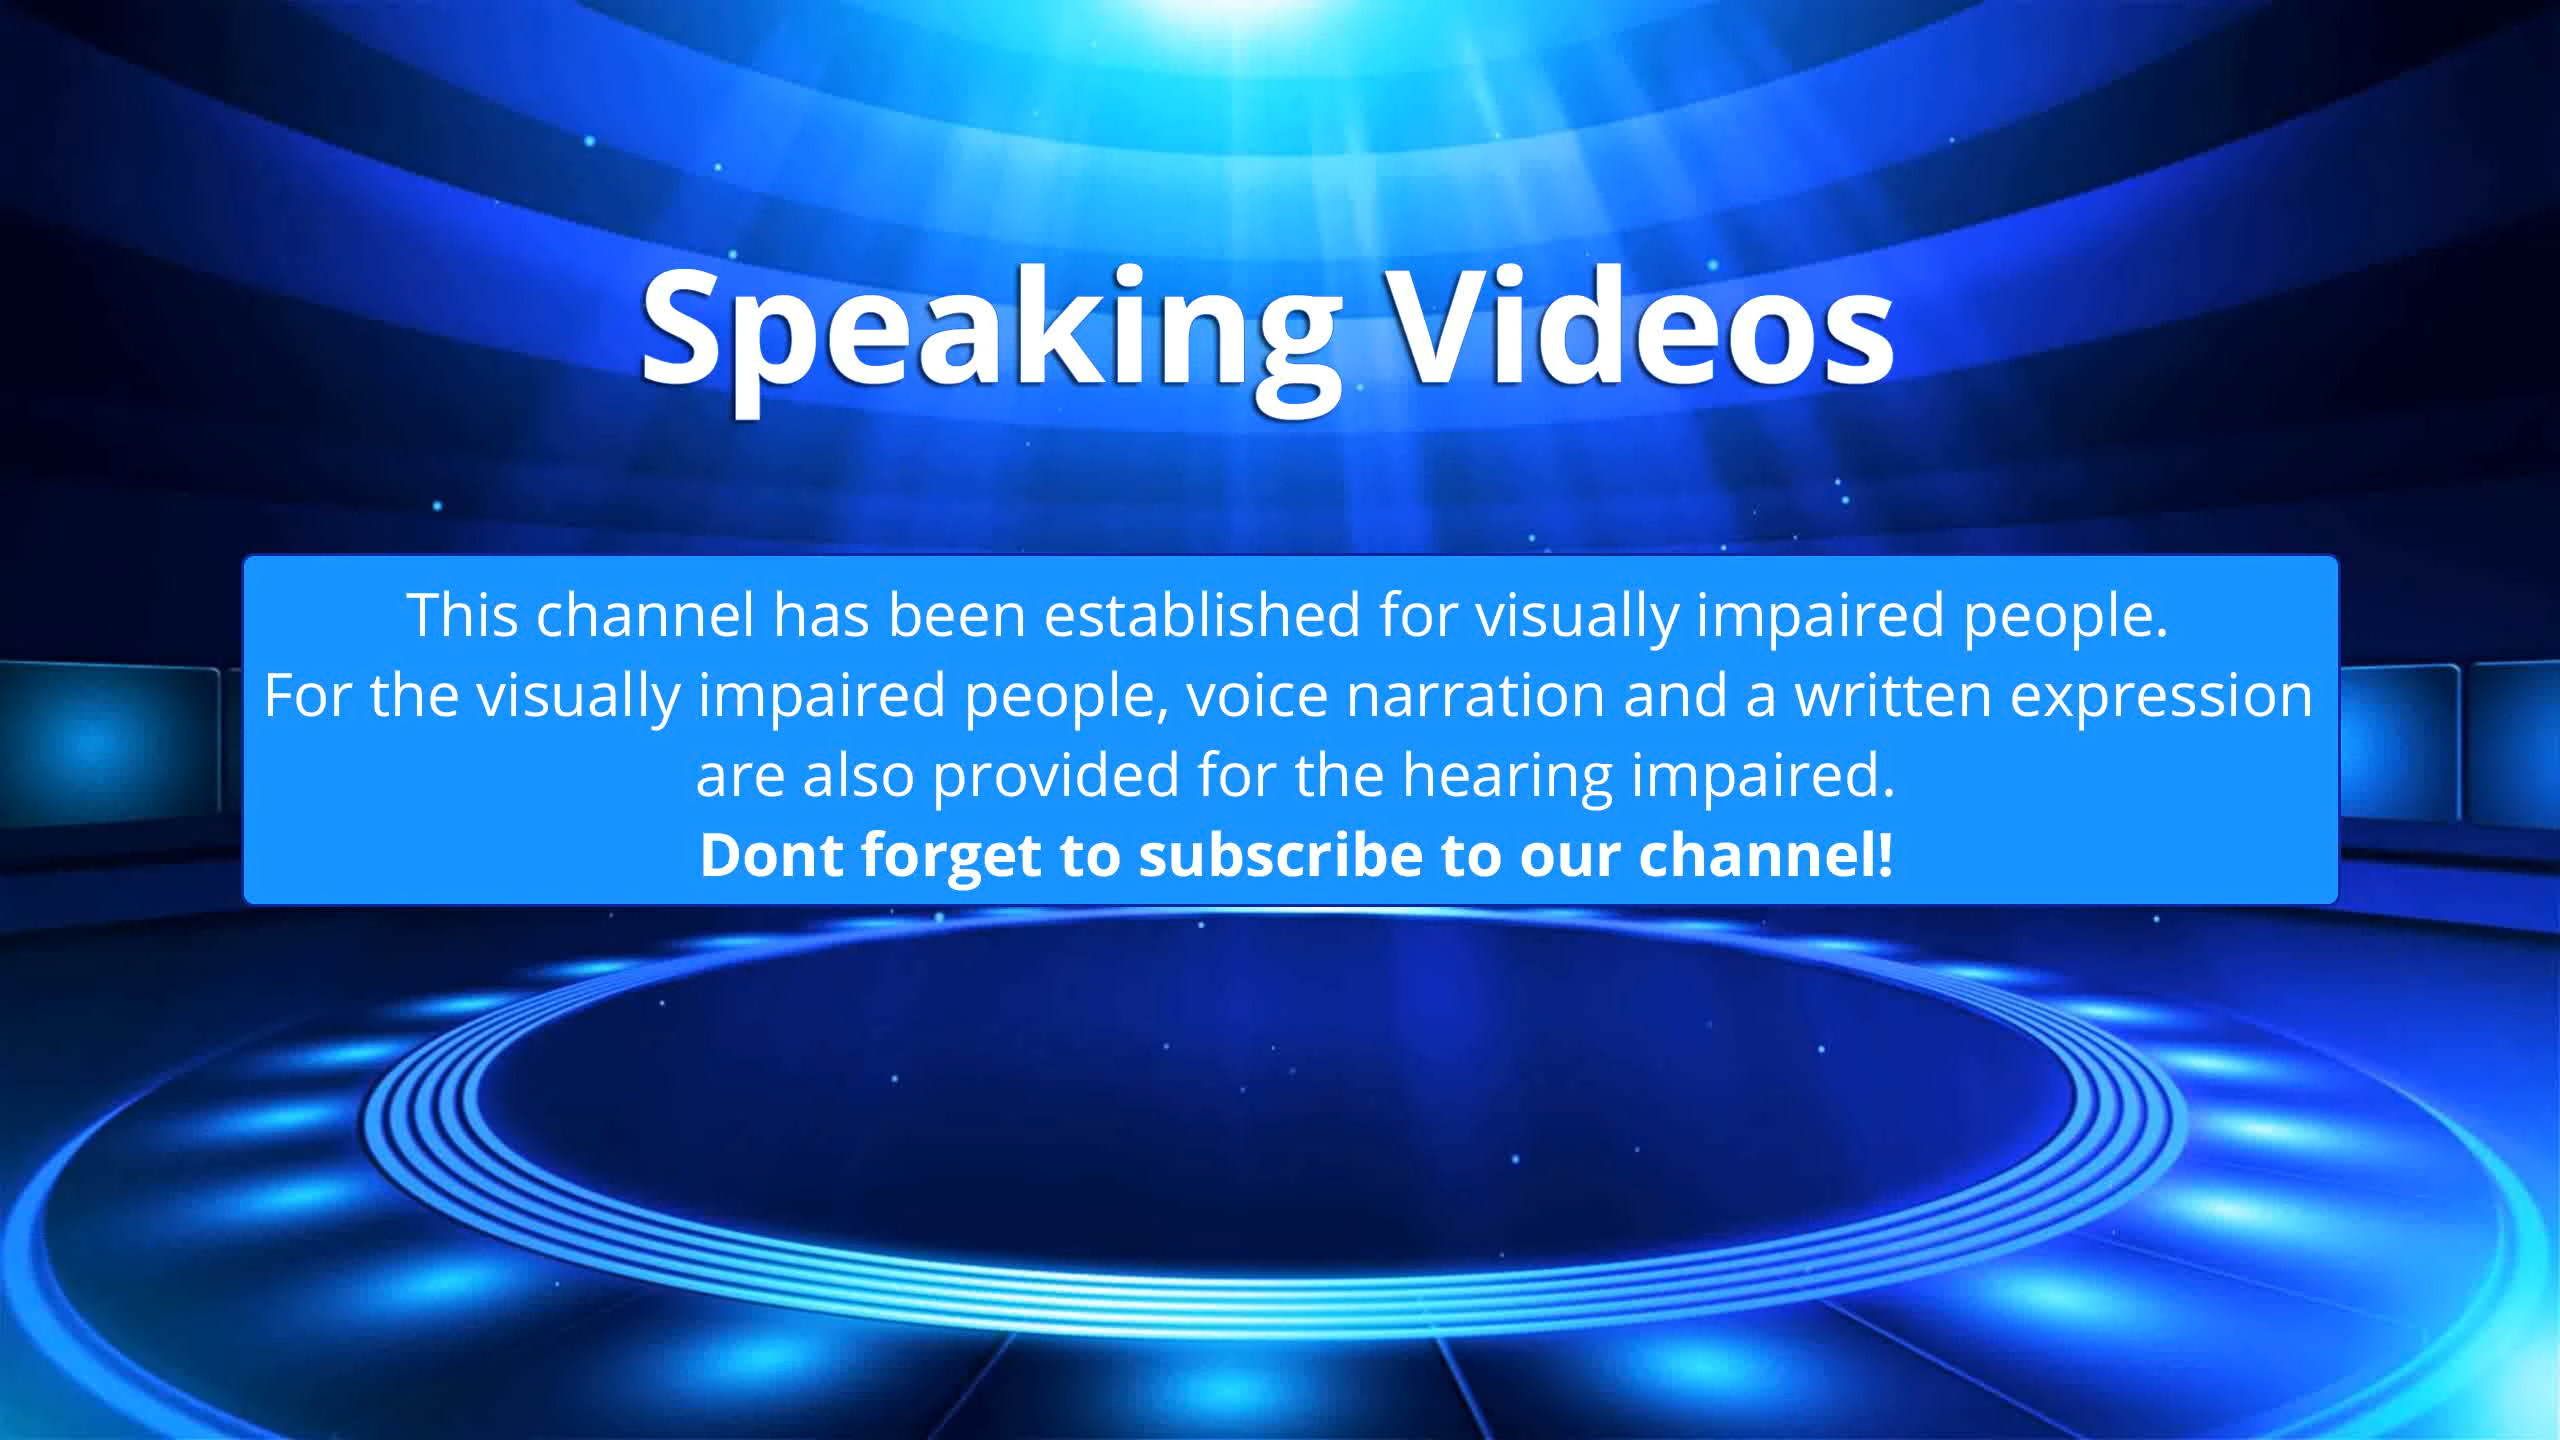 Speaking Videos
This channel has been established for visually impaired people.
For the visually impaired people, voice narration and a written expression
are also provided for the hearing impaired.
Dont forget to subscribe to our channel!